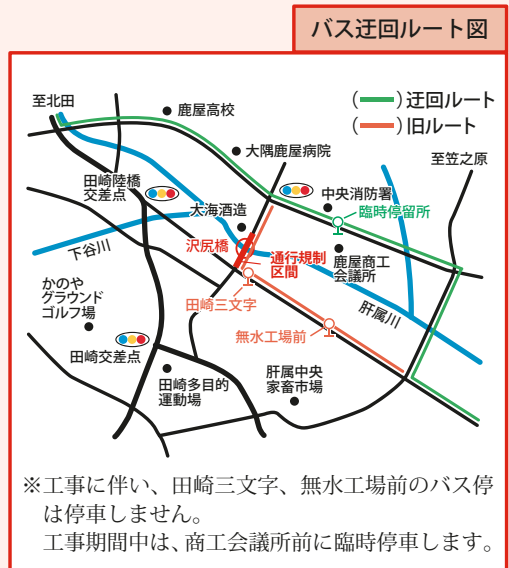 バス迂回ルート図
(━)迂回ルート
(━)旧ルート
至北田
鹿屋高校
大隅鹿屋病院
至笠之原
田崎陸橋
交差点
中央消防署
大海酒造
臨時停留所
沢尻橋
通行規制
区間
鹿屋商工
会議所
下谷川
かのや
グラウンド
ゴルフ場
田崎三文字
肝属川
無水工場前
田崎交差点
田崎多目的
運動場
肝属中央
家畜市場
※工事に伴い、田崎三文字、無水工場前のバス停
は停車しません。
工事期間中は、商工会議所前に臨時停車します。